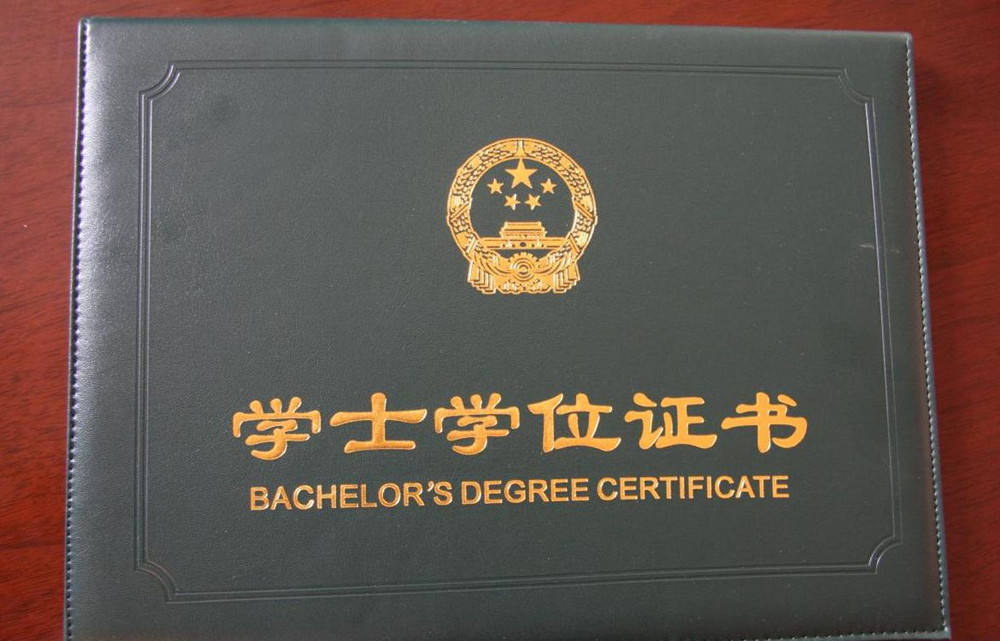 学士学位证书
BACHELOR'S DEGREE CERTIFICATE